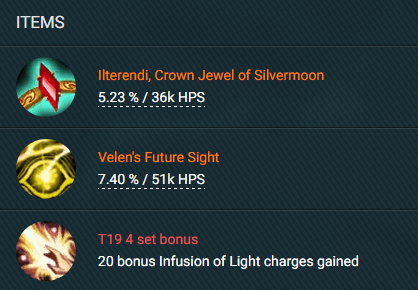 ITEMS
Ilterendi, Crown Jewel of Silvermoon
5.23 % / 36k HPS
Velen's Future Sight
7.40 % / 51k HPS
T19 4 set bonus
20 bonus Infusion of Light charges gained